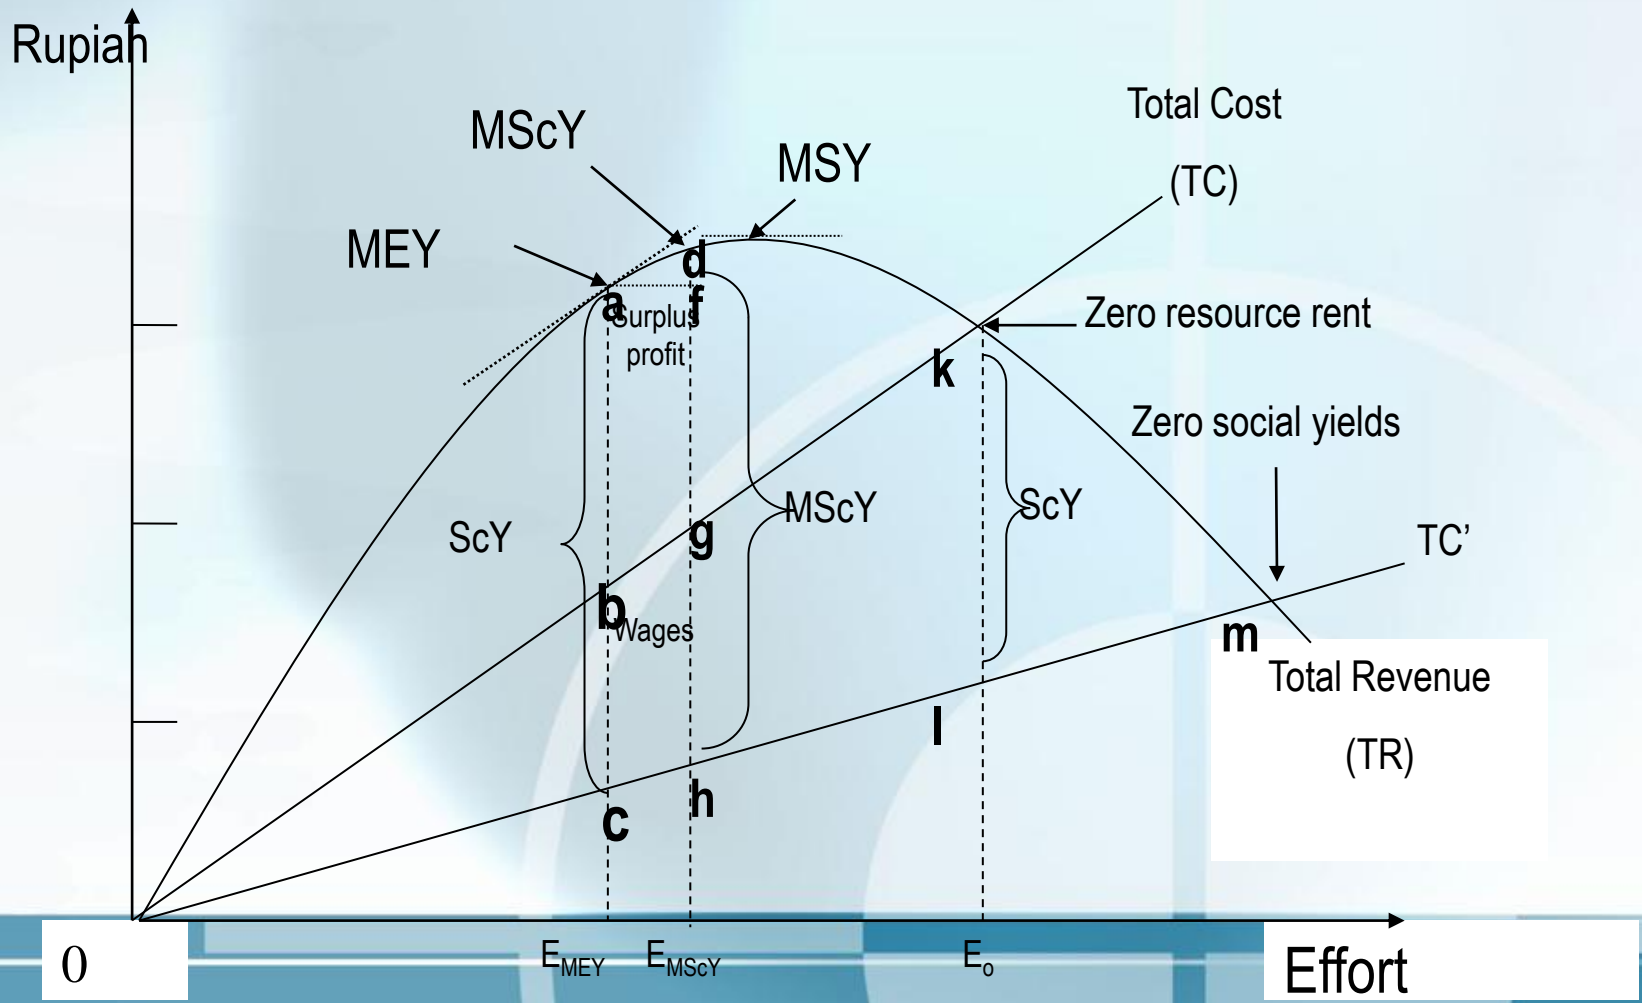 Rupiah
Total Cost
(TC)
MScY
MSY
MEY
d
a
f
Surplus
profit
Zero resource rent
k
Zero social yields
ScY
MScY
ScY
g
TC’
b
Wages
m
Total Revenue
(TR)
l
h
c
0
E_MEY
E_MScY
E_o
Effort